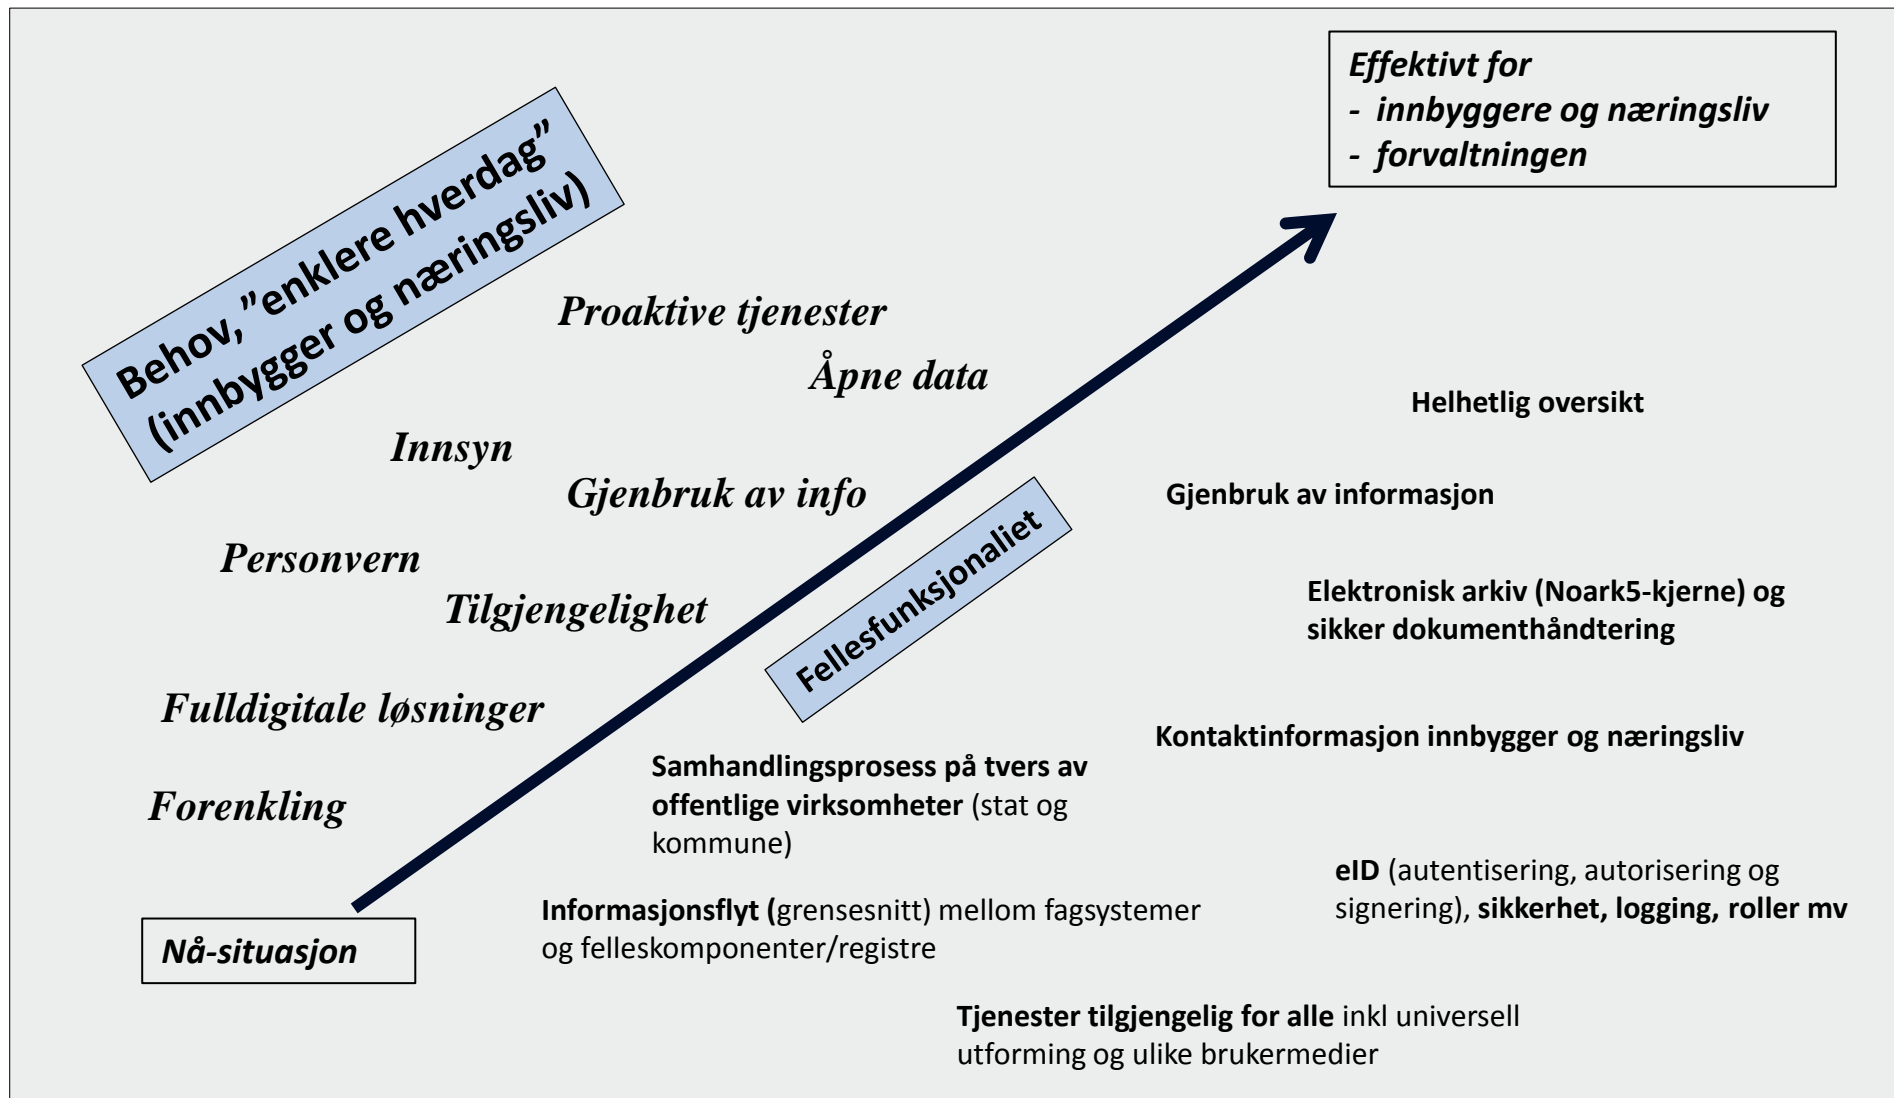 Effektivt for
- innbyggere og næringsliv
- forvaltningen
Behov, ”enklere hverdag”
(innbygger og næringsliv)
Proaktive tjenester
Åpne data
Innsyn
Gjenbruk av info
Personvern
Tilgjengelighet
Fulldigitale løsninger
Forenkling
Nå-situasjon
Fellesfunksjonaliet
Helhetlig oversikt
Gjenbruk av informasjon
Elektronisk arkiv (Noark5-kjerne) og
sikker dokumenthåndtering
Kontaktinformasjon innbygger og næringsliv
Samhandlingsprosess på tvers av
offentlige virksomheter (stat og
kommune)
eID (autentisering, autorisering og
signering), sikkerhet, logging, roller mv
Informasjonsflyt (grensesnitt) mellom fagsystemer
og felleskomponenter/registre
Tjenester tilgjengelig for alle inkl universell
utforming og ulike brukermedier